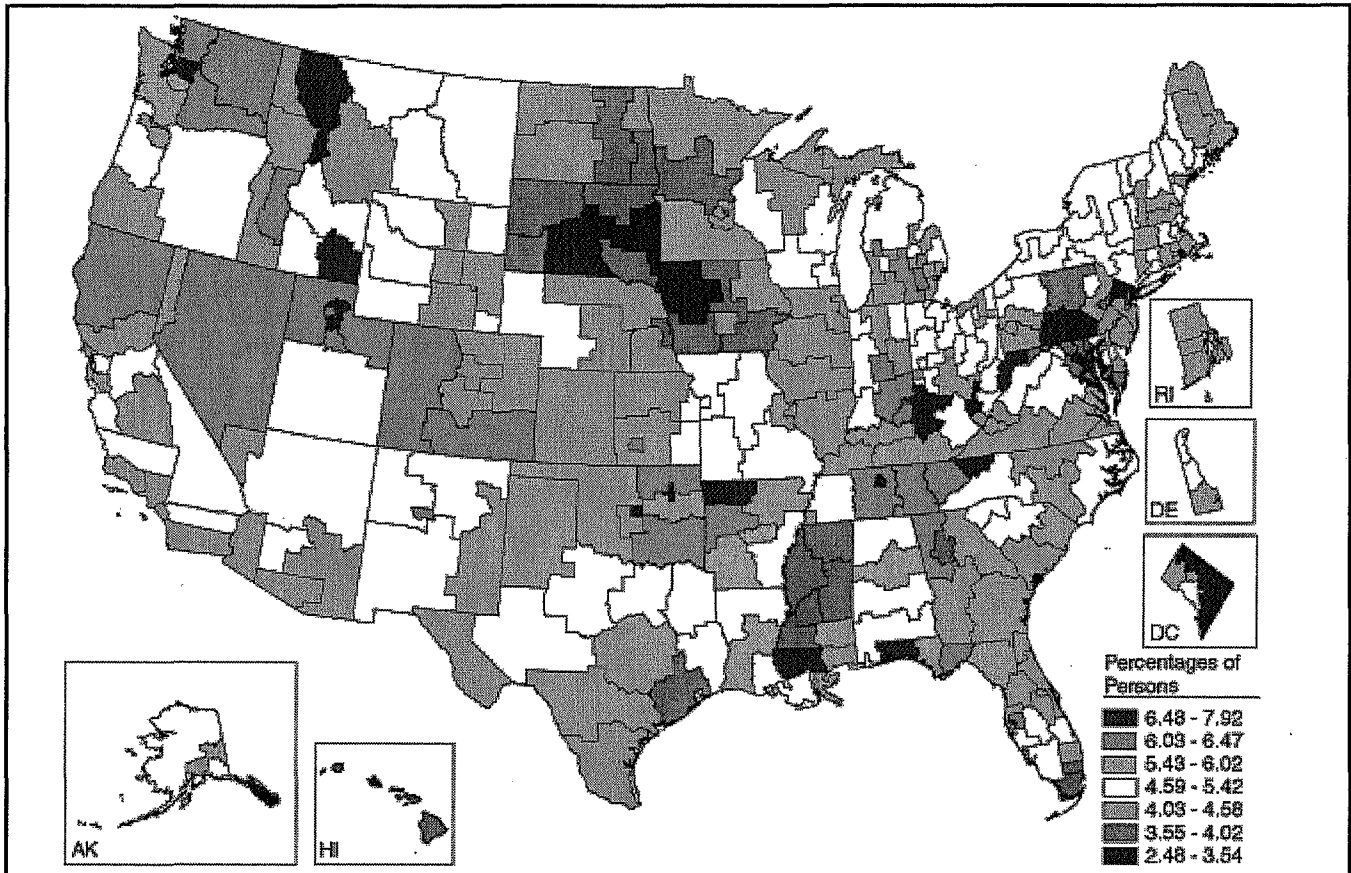 RI
DE
DC
AK
HI
Percentages of
Persons
6.48 - 7.92
6.03 - 6.47
5.43 - 6.02
4.59 - 5.42
4.03 - 4.58
3.55 - 4.02
2.48 - 3.54